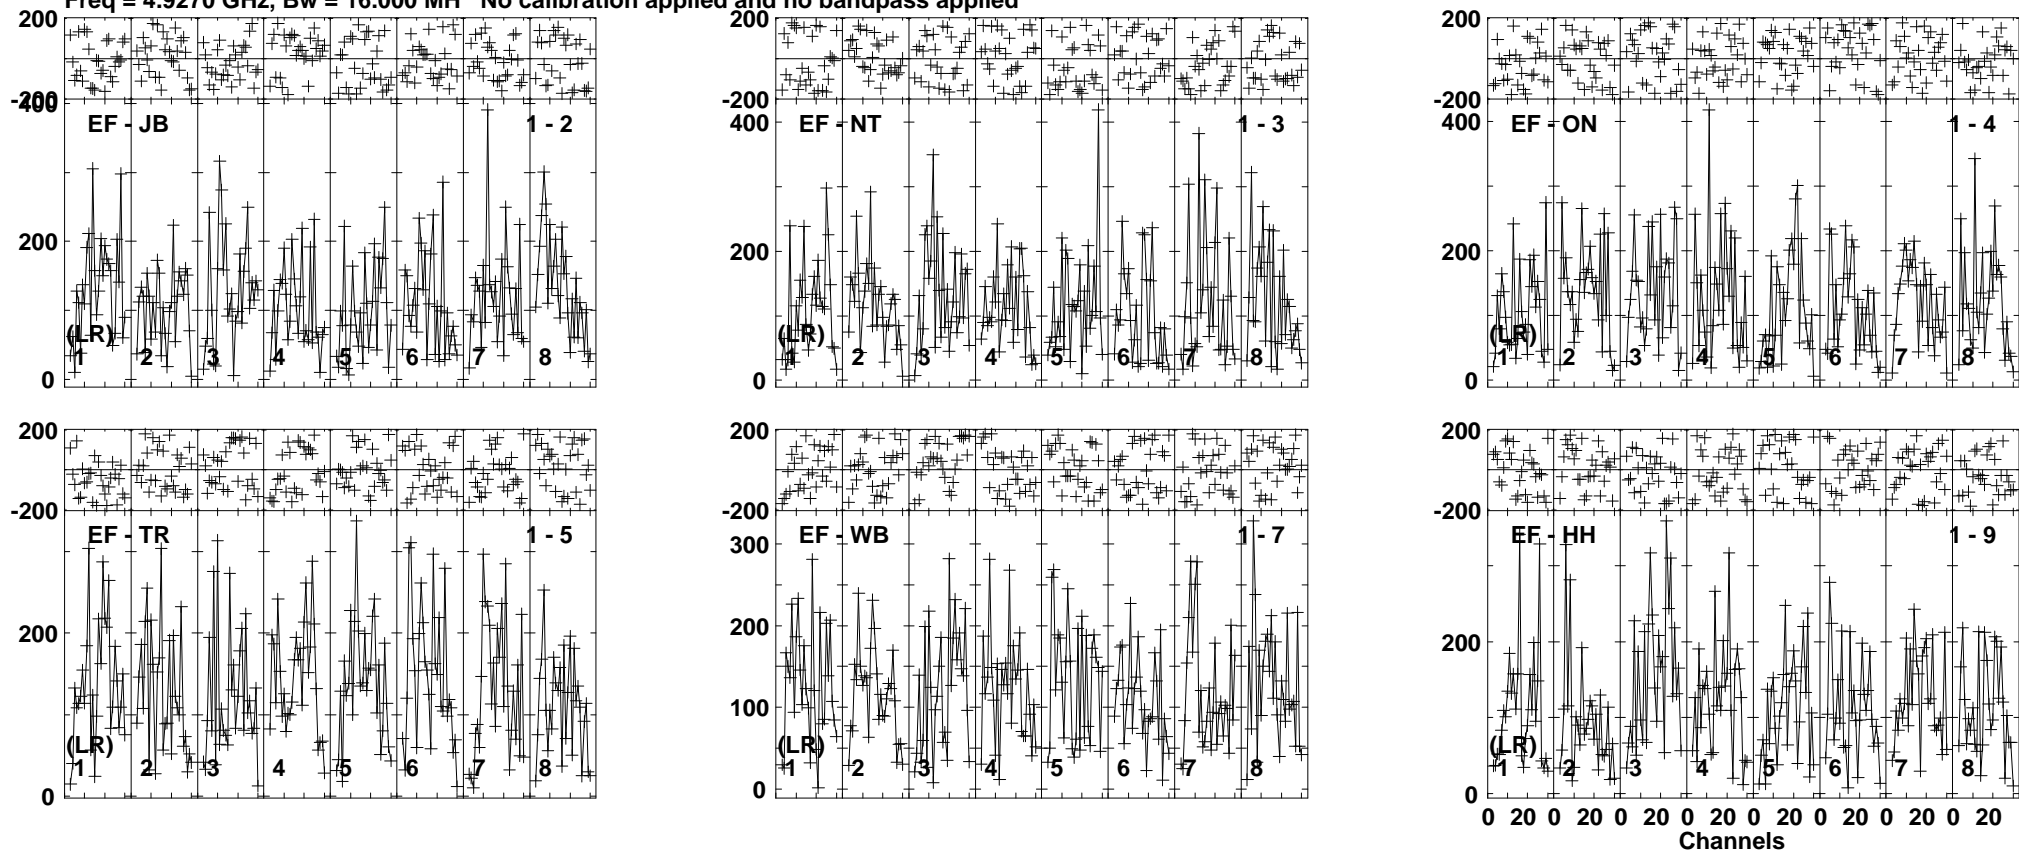 Freq = 4.9270 GHz, Bw = 16.000 MH No calibration applied and no bandpass applied
200 200 200
-200 -200 -200
400 400 400
EF - JB 1 - 2 EF - NT 1 - 3 EF - ON 1 - 4
200 200 200
(LR) (LR) (LR)
1 2 3 4 5 6 7 8 1 2 3 4 5 6 7 8 1 2 3 4 5 6 7 8
0 0 0
200 200 200
-200 -200 -200
EF - TR 1 - 5 EF - WB 1 - 7 EF - HH 1 - 9
300
200 200 200
100
(LR) (LR) (LR)
1 2 3 4 5 6 7 8 1 2 3 4 5 6 7 8 1 2 3 4 5 6 7 8
0 0 0
0 20 0 20 0 20 0 20 0 20 0 20 0 20 0 20
Channels